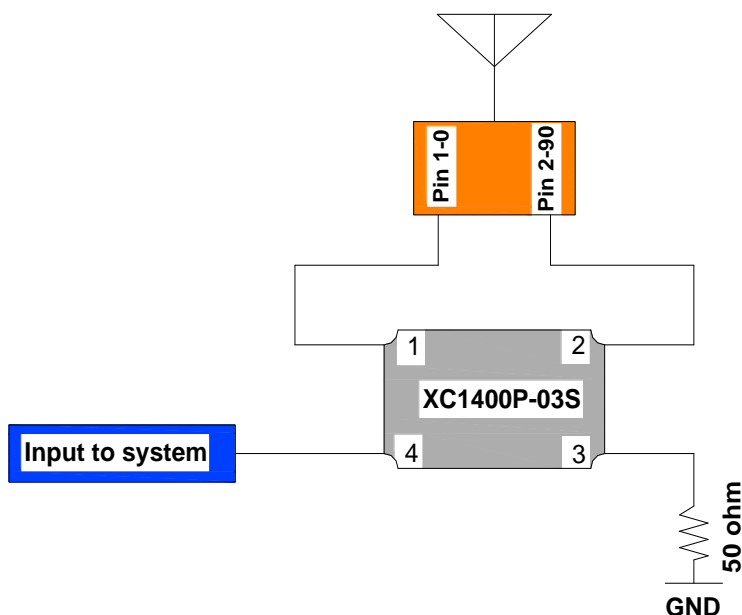 Pin 1-0
Pin 2-90
1
2
XC1400P-03S
Input to system
4
3
50 ohm
GND